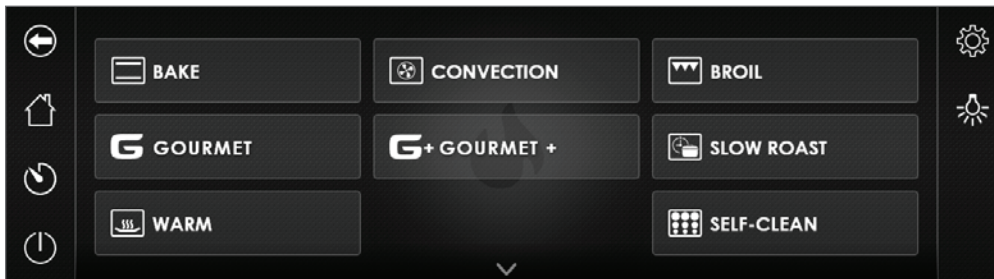 BAKE
CONVECTION
BROIL
G GOURMET
G+ GOURMET +
SLOW ROAST
WARM
SELF-CLEAN